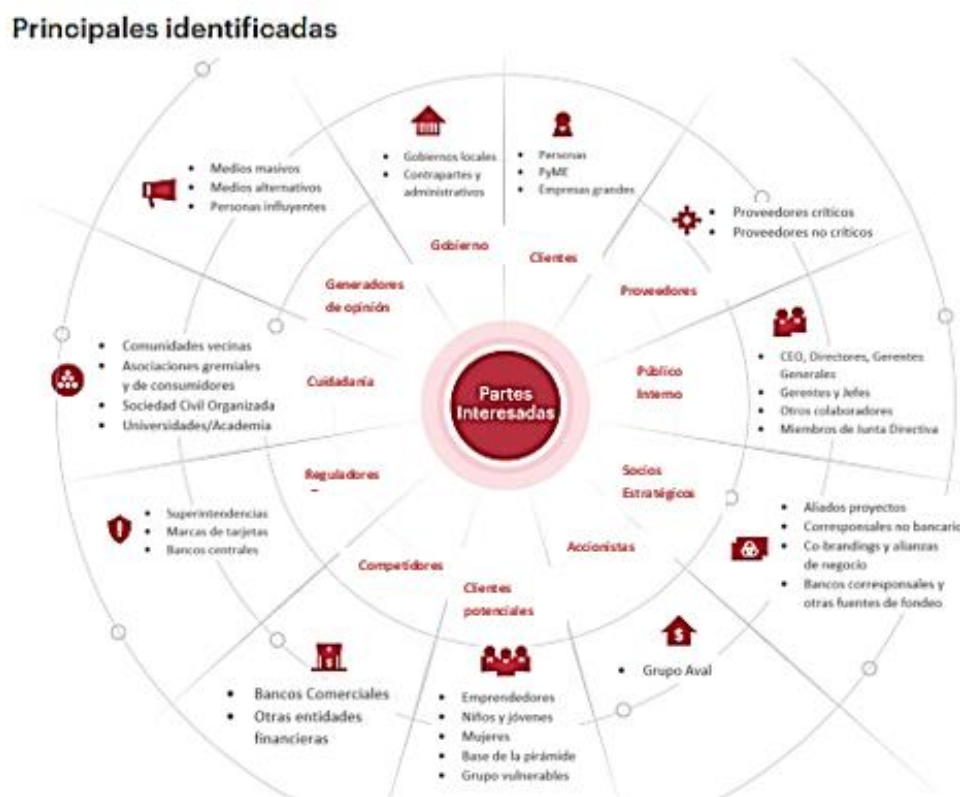 Principales identificadas
Gobiernos locales
Contrapartes y
administrativos
Gobierno
Personas
PyME
Empresas grandes
Clientes
Proveedores críticos
Proveedores no críticos
Proveedores
CEO, Directores, Gerentes
Generales
Gerentes y Jefes
Otros colaboradores
Miembros de Junta Directiva
Público
Interno
Aliados proyectos
Corresponsales no bancario
Co-brandings y alianzas
de negocio
Bancos corresponsales y
otras fuentes de fondeo
Socios
Estratégicos
Grupo Aval
Accionistas
Clientes
potenciales
Emprendedores
Niños y jóvenes
Mujeres
Base de la pirámide
Grupo vulnerables
Competidores
Bancos Comerciales
Otras entidades
financieras
Reguladores
Superintendencias
Marcas de tarjetas
Bancos centrales
Cuidadanía
Comunidades vecinas
Asociaciones gremiales
y de consumidores
Sociedad Civil Organizada
Universidades/Academia
Generadores
de opinión
Medios masivos
Medios alternativos
Personas influyentes
Partes
Interesadas